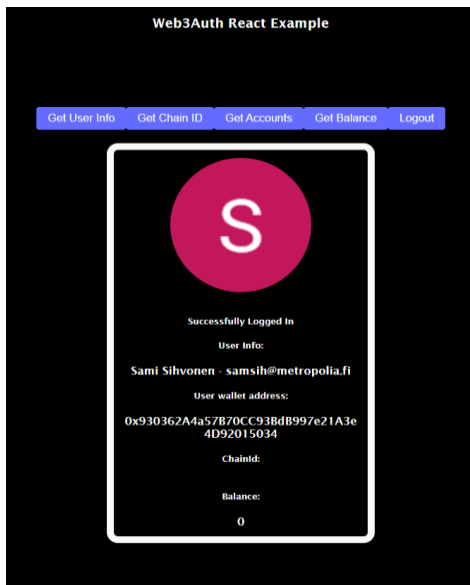 Web3Auth React Example
Get User Info Get Chain ID Get Accounts Get Balance Logout
S
Successfully Logged In
User Info:
Sami Sihvonen - samsih@metropolia.fi
User wallet address:
0x930362A4a57B70CC93BdB997e21A3e
4D92015034
ChainId:
Balance:
0